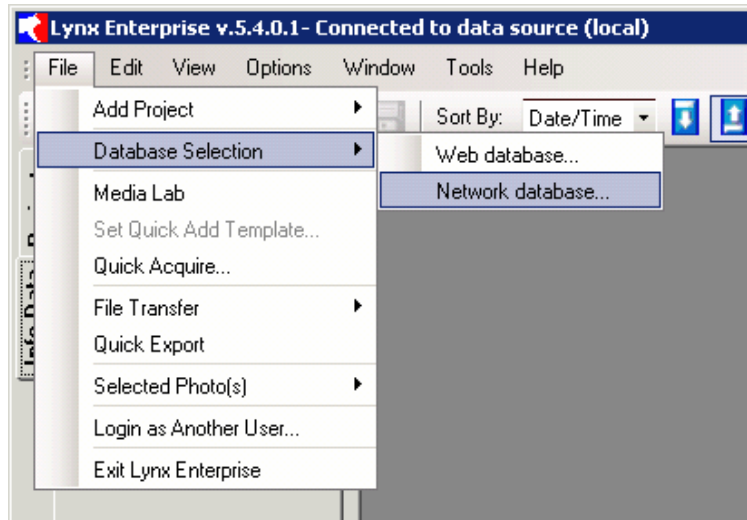 Lynx Enterprise v.5.4.0.1- Connected to data source (local)
File Edit View Options Window Tools Help
Add Project
Sort By: Date/Time
Database Selection
Web database...
Media Lab
Network database...
Set Quick Add Template...
Quick Acquire...
Info Data
File Transfer
Quick Export
Selected Photo(s)
Login as Another User...
Exit Lynx Enterprise